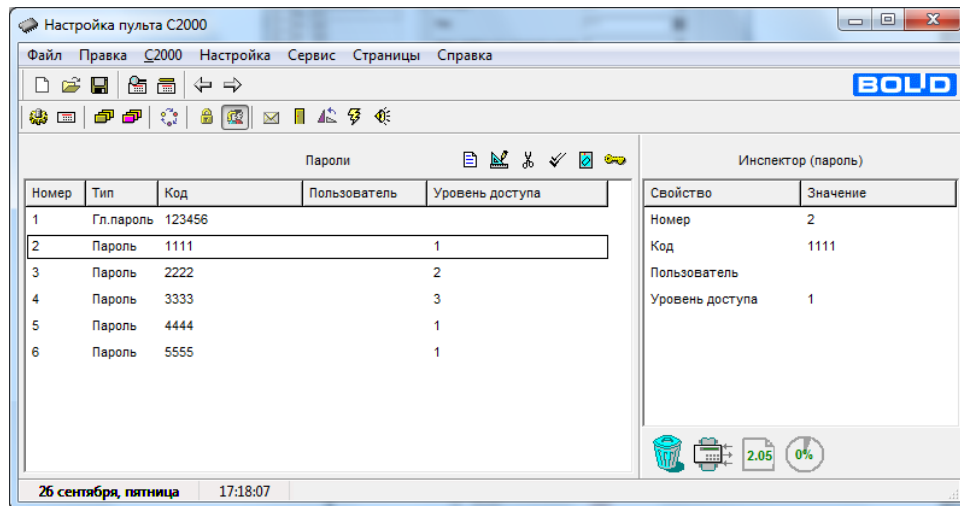 Настройка пульта C2000
Файл Правка C2000 Настройка Сервис Страницы Справка
BOLID
Пароли
Инспектор (пароль)
Номер Тип Код Пользователь Уровень доступа
Свойство Значение
1 Гл.пароль 123456
Номер 2
2 Пароль 1111 1
Код 1111
3 Пароль 2222 2
Пользователь
4 Пароль 3333 3
Уровень доступа 1
5 Пароль 4444 1
6 Пароль 5555 1
2.05 0%
26 сентября, пятница 17:18:07